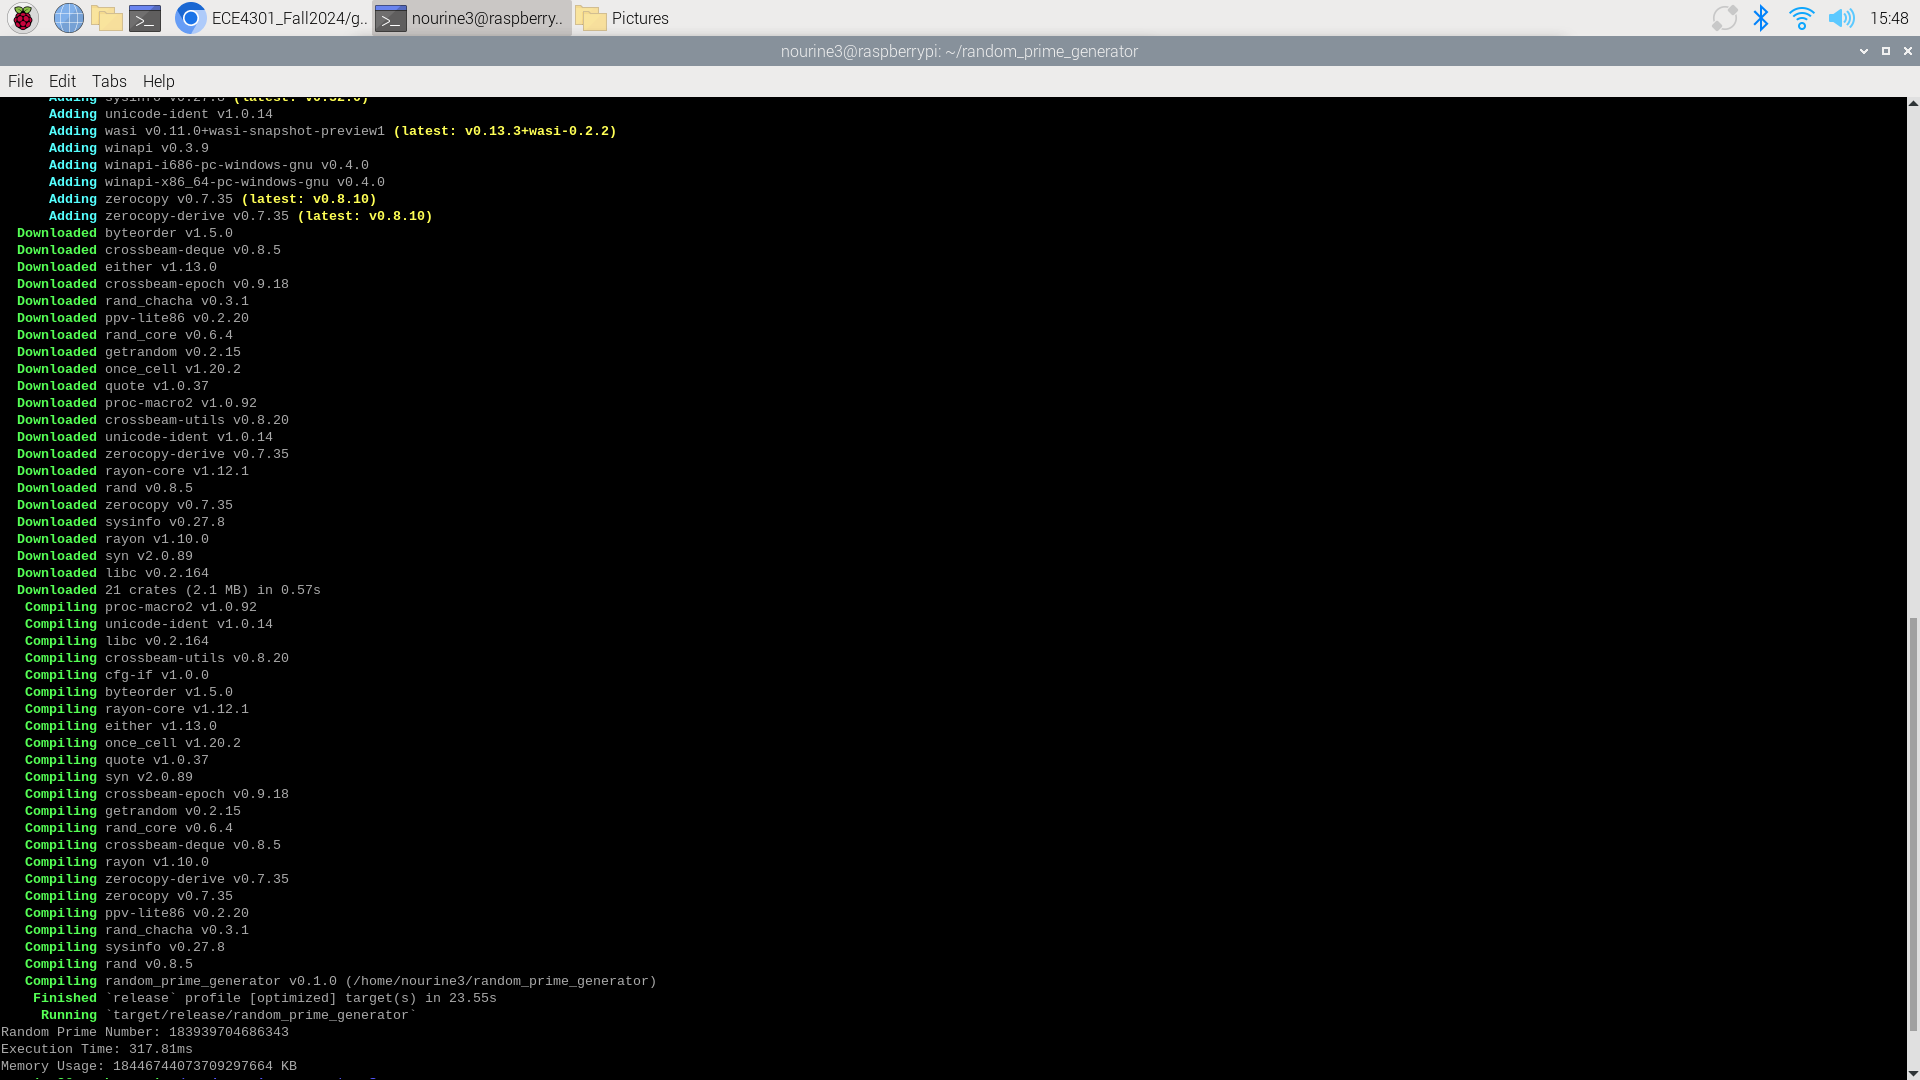 ECE4301_Fall2024/g..
nourine3@raspberry..
Pictures
15:48
nourine3@raspberrypi: ~/random_prime_generator
File Edit Tabs Help
Adding sysinfo v0.27.8 (latest: v0.32.0)
Adding unicode-ident v1.0.14
Adding wasi v0.11.0+wasi-snapshot-preview1 (latest: v0.13.3+wasi-0.2.2)
Adding winapi v0.3.9
Adding winapi-i686-pc-windows-gnu v0.4.0
Adding winapi-x86_64-pc-windows-gnu v0.4.0
Adding zerocopy v0.7.35 (latest: v0.8.10)
Adding zerocopy-derive v0.7.35 (latest: v0.8.10)
Downloaded byteorder v1.5.0
Downloaded crossbeam-deque v0.8.5
Downloaded either v1.13.0
Downloaded crossbeam-epoch v0.9.18
Downloaded rand_chacha v0.3.1
Downloaded ppv-lite86 v0.2.20
Downloaded rand_core v0.6.4
Downloaded getrandom v0.2.15
Downloaded once_cell v1.20.2
Downloaded quote v1.0.37
Downloaded proc-macro2 v1.0.92
Downloaded crossbeam-utils v0.8.20
Downloaded unicode-ident v1.0.14
Downloaded zerocopy-derive v0.7.35
Downloaded rayon-core v1.12.1
Downloaded rand v0.8.5
Downloaded zerocopy v0.7.35
Downloaded sysinfo v0.27.8
Downloaded rayon v1.10.0
Downloaded syn v2.0.89
Downloaded libc v0.2.164
Downloaded 21 crates (2.1 MB) in 0.57s
Compiling proc-macro2 v1.0.92
Compiling unicode-ident v1.0.14
Compiling libc v0.2.164
Compiling crossbeam-utils v0.8.20
Compiling cfg-if v1.0.0
Compiling byteorder v1.5.0
Compiling rayon-core v1.12.1
Compiling either v1.13.0
Compiling once_cell v1.20.2
Compiling quote v1.0.37
Compiling syn v2.0.89
Compiling crossbeam-epoch v0.9.18
Compiling getrandom v0.2.15
Compiling rand_core v0.6.4
Compiling crossbeam-deque v0.8.5
Compiling rayon v1.10.0
Compiling zerocopy-derive v0.7.35
Compiling zerocopy v0.7.35
Compiling ppv-lite86 v0.2.20
Compiling rand_chacha v0.3.1
Compiling sysinfo v0.27.8
Compiling rand v0.8.5
Compiling random_prime_generator v0.1.0 (/home/nourine3/random_prime_generator)
Finished `release` profile [optimized] target(s) in 23.55s
Running `target/release/random_prime_generator`
Random Prime Number: 183939704686343
Execution Time: 317.81ms
Memory Usage: 18446744073709297664 KB